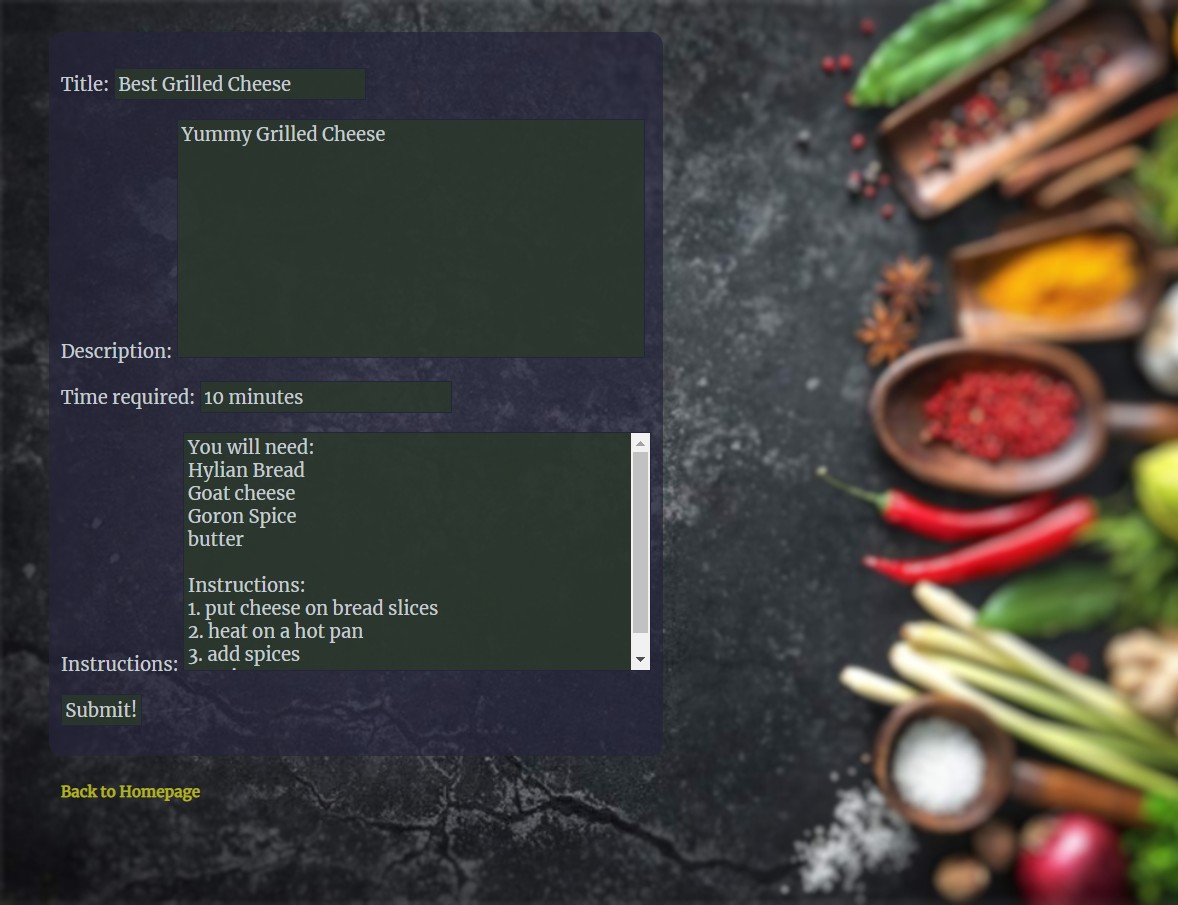 Title: Best Grilled Cheese
Yummy Grilled Cheese
Description:
Time required: 10 minutes
You will need:
Hylian Bread
Goat cheese
Goron Spice
butter
Instructions:
1. put cheese on bread slices
2. heat on a hot pan
3. add spices
Instructions:
Submit!
Back to Homepage